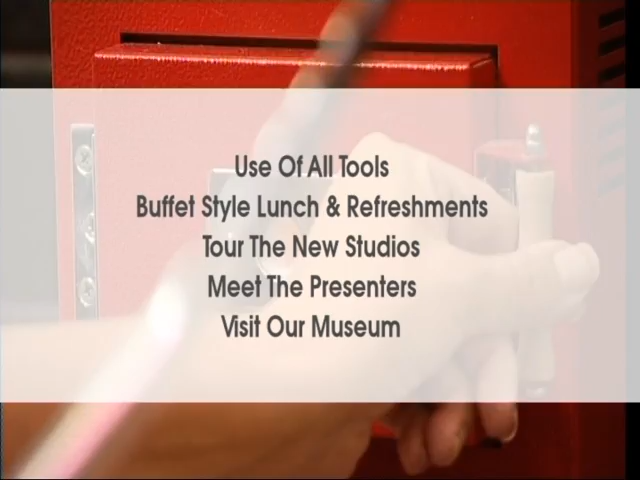 Use Of All Tools
Buffet Style Lunch & Refreshments
Tour The New Studios
Meet The Presenters
Visit Our Museum